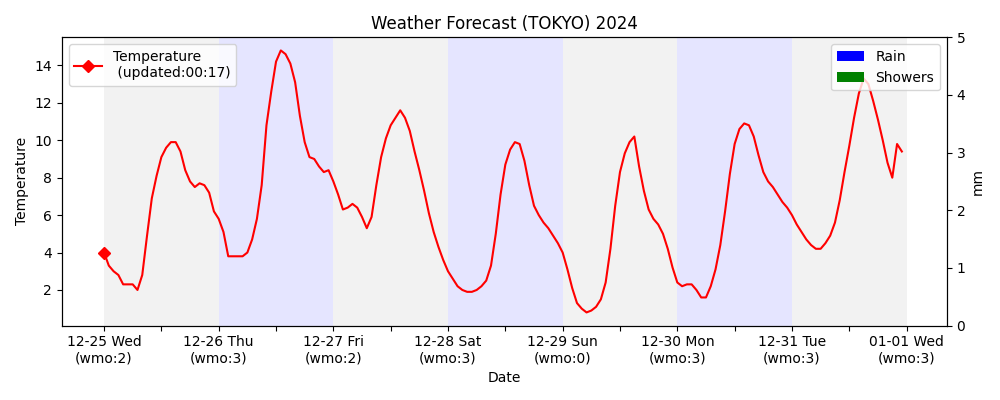 Weather Forecast (TOKYO) 2024
Temperature
(updated:00:17)
Rain
Showers
14
12
10
8
6
4
2
Temperature
5
4
3
2
1
0
mm
12-25 Wed 12-26 Thu 12-27 Fri 12-28 Sat 12-29 Sun 12-30 Mon 12-31 Tue 01-01 Wed
(wmo:2) (wmo:3) (wmo:2) (wmo:3) (wmo:0) (wmo:3) (wmo:3) (wmo:3)
Date